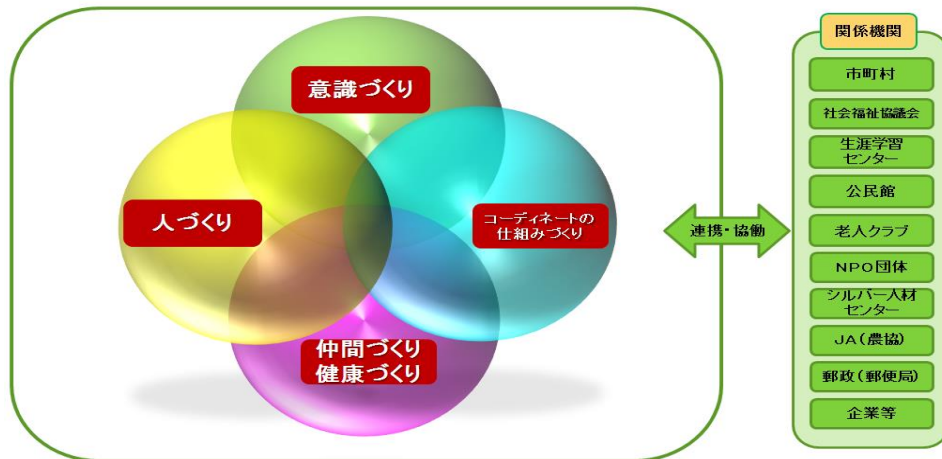 意識づくり
人づくり
コーディネートの
仕組みづくり
仲間づくり
健康づくり
連携・協働
関係機関
市町村
社会福祉協議会
生涯学習
センター
公民館
老人クラブ
NPO団体
シルバー人材
センター
JA(農協)
郵政(郵便局)
企業等